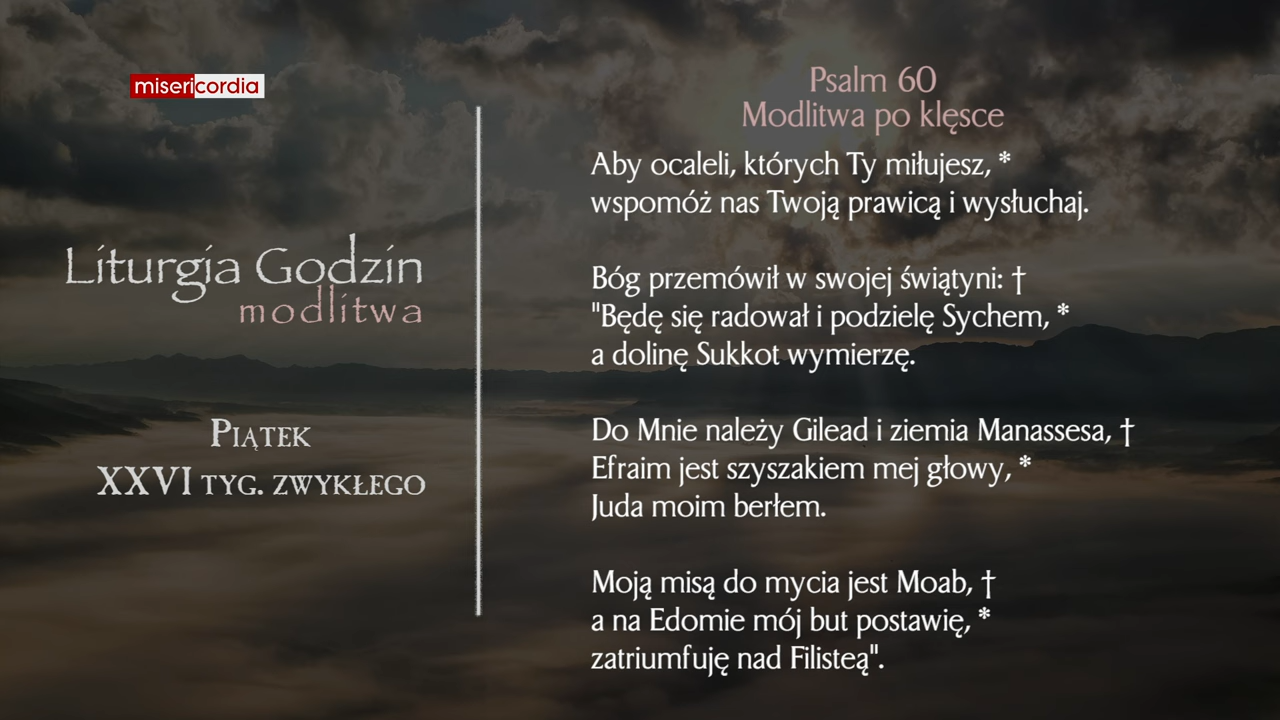 misericordia
Liturgia Godzin
modlitwa
Piątek
XXVI tyg. zwykłego
Psalm 60
Modlitwa po klęsce
Aby ocaleli, których Ty miłujesz, *
wspomóż nas Twoją prawicą i wysłuchaj.
Bóg przemówił w swojej świątyni: †
"Będę się radował i podzielę Sychem, *
a dolinę Sukkot wymierzę.
Do Mnie należy Gilead i ziemia Manassesa, †
Efraim jest szyszakiem mej głowy, *
Juda moim berłem.
Moją misą do mycia jest Moab, †
a na Edomie mój but postawię, *
zatriumfuję nad Filisteą".